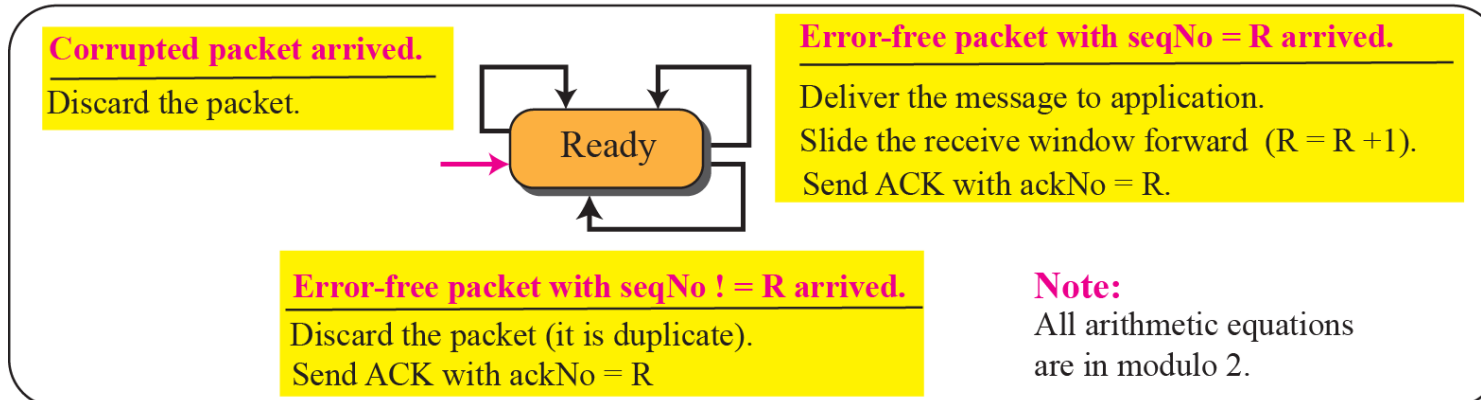 Corrupted packet arrived.
Discard the packet.
Ready
Error-free packet with seqNo = R arrived.
Deliver the message to application.
Slide the receive window forward (R = R +1).
Send ACK with ackNo = R.
Error-free packet with seqNo ! = R arrived.
Discard the packet (it is duplicate).
Send ACK with ackNo = R
Note:
All arithmetic equations
are in modulo 2.